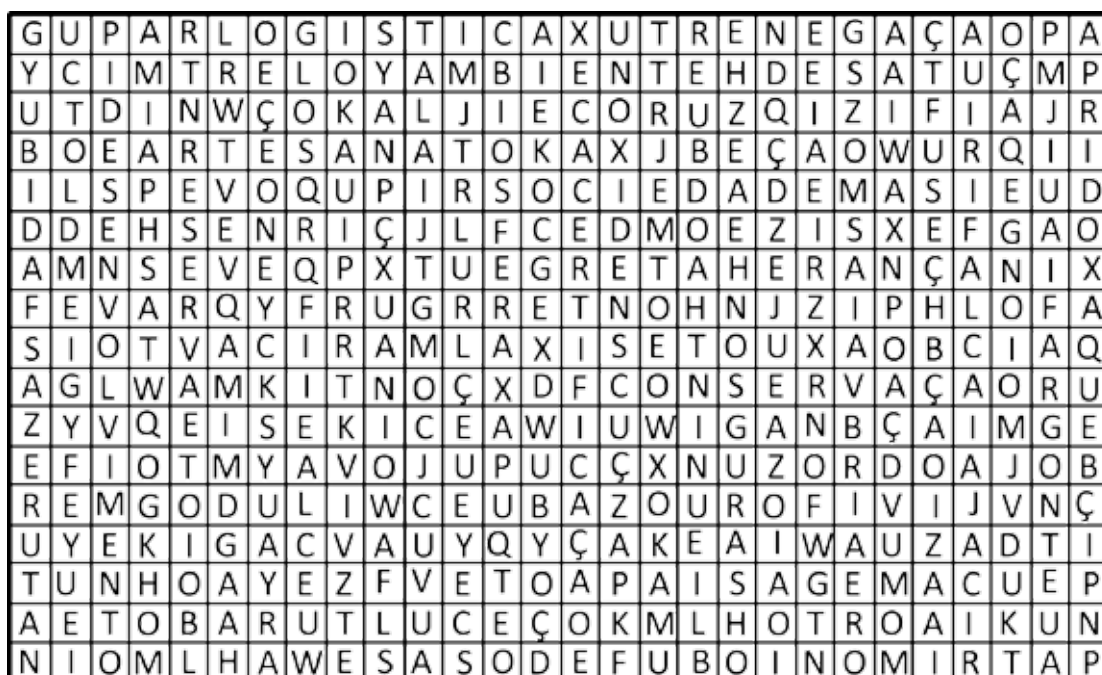 G U P A R L O G I S T I C A X U T R E N E G A Ç A O P A
Y C I M T R E L O Y A M B I E N T E H D E S A T U Ç M P
U T D I N W Ç O K A L J I E C O R U Z Q I Z I F I A J R
B O E A R T E S A N A T O K A X J B E Ç A O W U R Q I I
I L S P E V O Q U P I R S O C I E D A D E M A S I E U D
D D E H S E N R I Ç J L F C E D M O E Z I S X E F G A O
A M N S E V E Q P X T U E G R E T A H E R A N Ç A N I X
F E V A R Q Y F R U G R R E T N O H N J Z I P H L O F A
S I O T V A C I R A M L A X I S E T O U X A O B C I A Q
A G L W A M K I T N O Ç X D F C O N S E R V A Ç A O R U
Z Y V Q E I S E K I C E A W I U W I G A N B Ç A I M G E
E F I O T M Y A V O J U P U C Ç X N U Z O R D O A J O B
R E M G O D U L I W C E U B A Z O U R O F I V I J V N Ç
U Y E K I G A C V A U Y Q Y Ç A K E A I W A U Z A D T I
T U N H O A Y E Z F V E T O A P A I S A G E M A C U E P
A E T O B A R U T L U C E Ç O K M L H O T R O A I K U N
N I O M L H A W E S A S O D E F U B O I N O M I R T A P